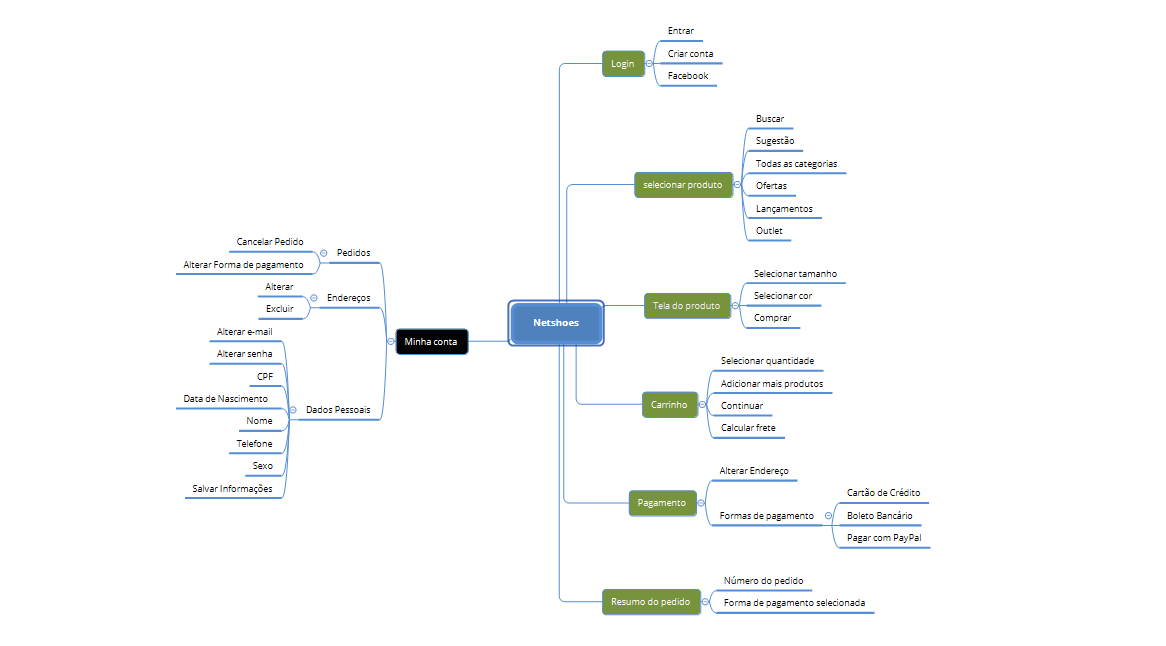 Netshoes
Login
Entrar
Criar conta
Facebook
selecionar produto
Buscar
Sugestão
Todas as categorias
Ofertas
Lançamentos
Outlet
Tela do produto
Selecionar tamanho
Selecionar cor
Comprar
Carrinho
Selecionar quantidade
Adicionar mais produtos
Continuar
Calcular frete
Pagamento
Alterar Endereço
Formas de pagamento
Cartão de Crédito
Boleto Bancário
Pagar com PayPal
Resumo do pedido
Número do pedido
Forma de pagamento selecionada
Minha conta
Pedidos
Cancelar Pedido
Alterar Forma de pagamento
Endereços
Alterar
Excluir
Dados Pessoais
Alterar e-mail
Alterar senha
CPF
Data de Nascimento
Nome
Telefone
Sexo
Salvar Informações